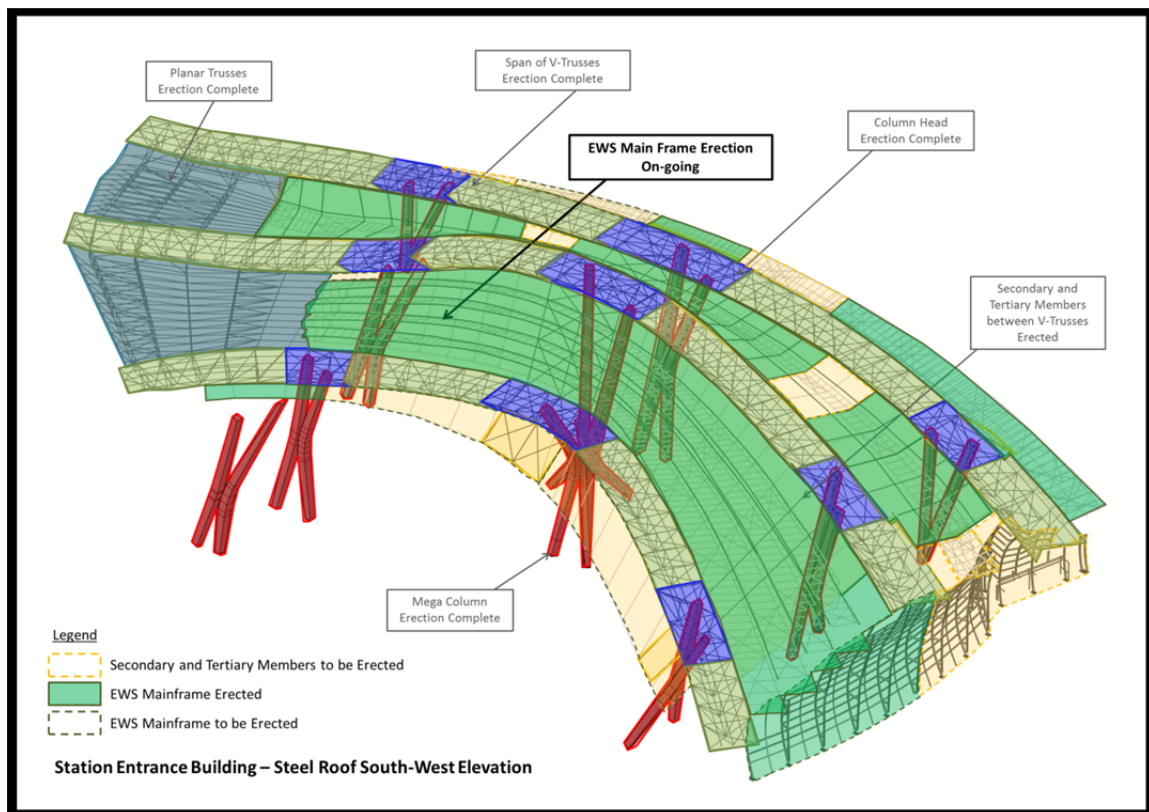 Planar Trusses
Erection Complete
Span of V-Trusses
Erection Complete
Column Head
Erection Complete
EWS Main Frame Erection
On-going
Secondary and
Tertiary Members
between V-Trusses
Erected
Mega Column
Erection Complete
Legend
Secondary and Tertiary Members to be Erected
EWS Mainframe Erected
EWS Mainframe to be Erected
Station Entrance Building – Steel Roof South-West Elevation